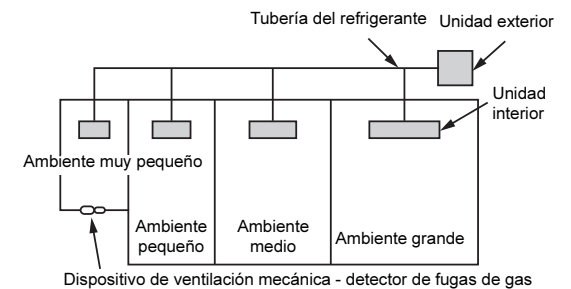 Tubería del refrigerante
Unidad exterior
Unidad
interior
Ambiente muy pequeño
Ambiente
pequeño
Ambiente
medio
Ambiente grande
Dispositivo de ventilación mecánica - detector de fugas de gas